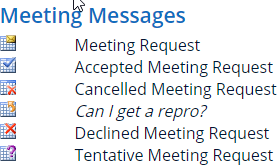 Meeting Messages
Meeting Request
Accepted Meeting Request
Cancelled Meeting Request
Can I get a repro?
Declined Meeting Request
Tentative Meeting Request